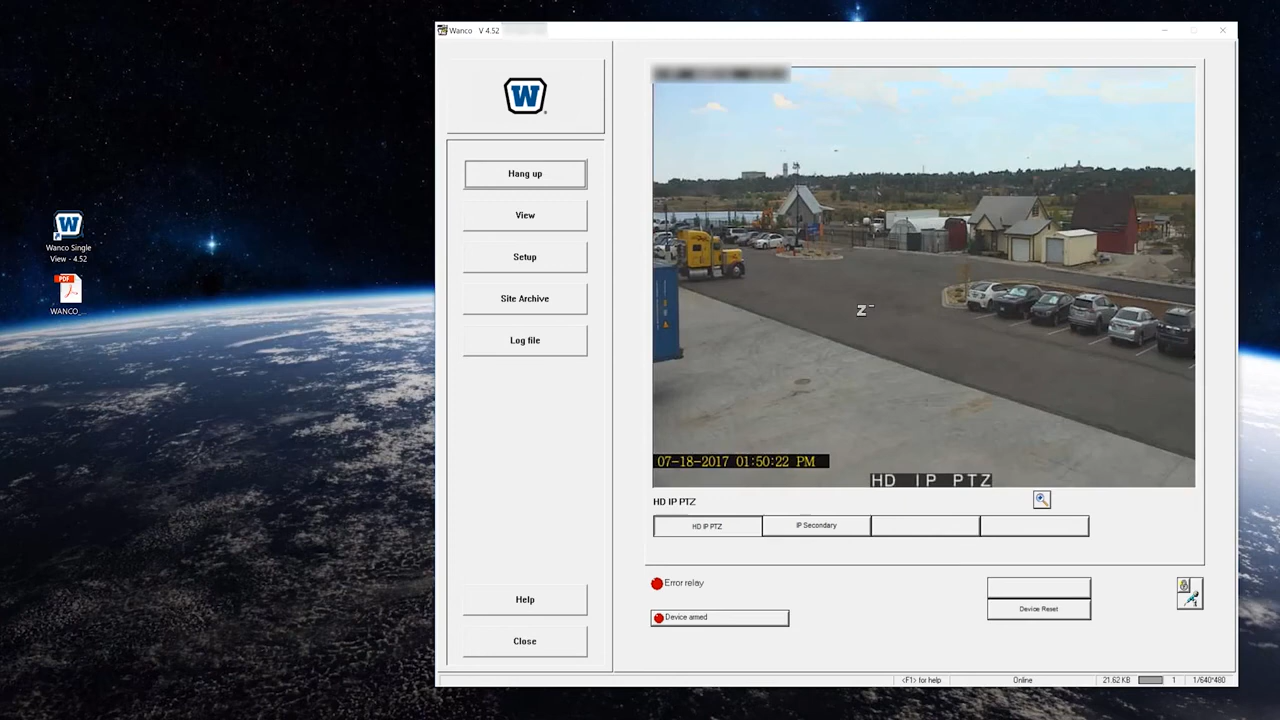 Wanco V 4.52
W
Hang up
View
Setup
Site Archive
Log file
Help
Close
W
Wanco Single
View - 4.52
PDF
WANCO_...
Z
07-18-2017 01:50:22 PM
HD IP PTZ
HD IP PTZ
HD IP PTZ
IP Secondary
Error relay
Device armed
Device Reset
<F1> for help
Online
21.62 KB
1
1/640*480